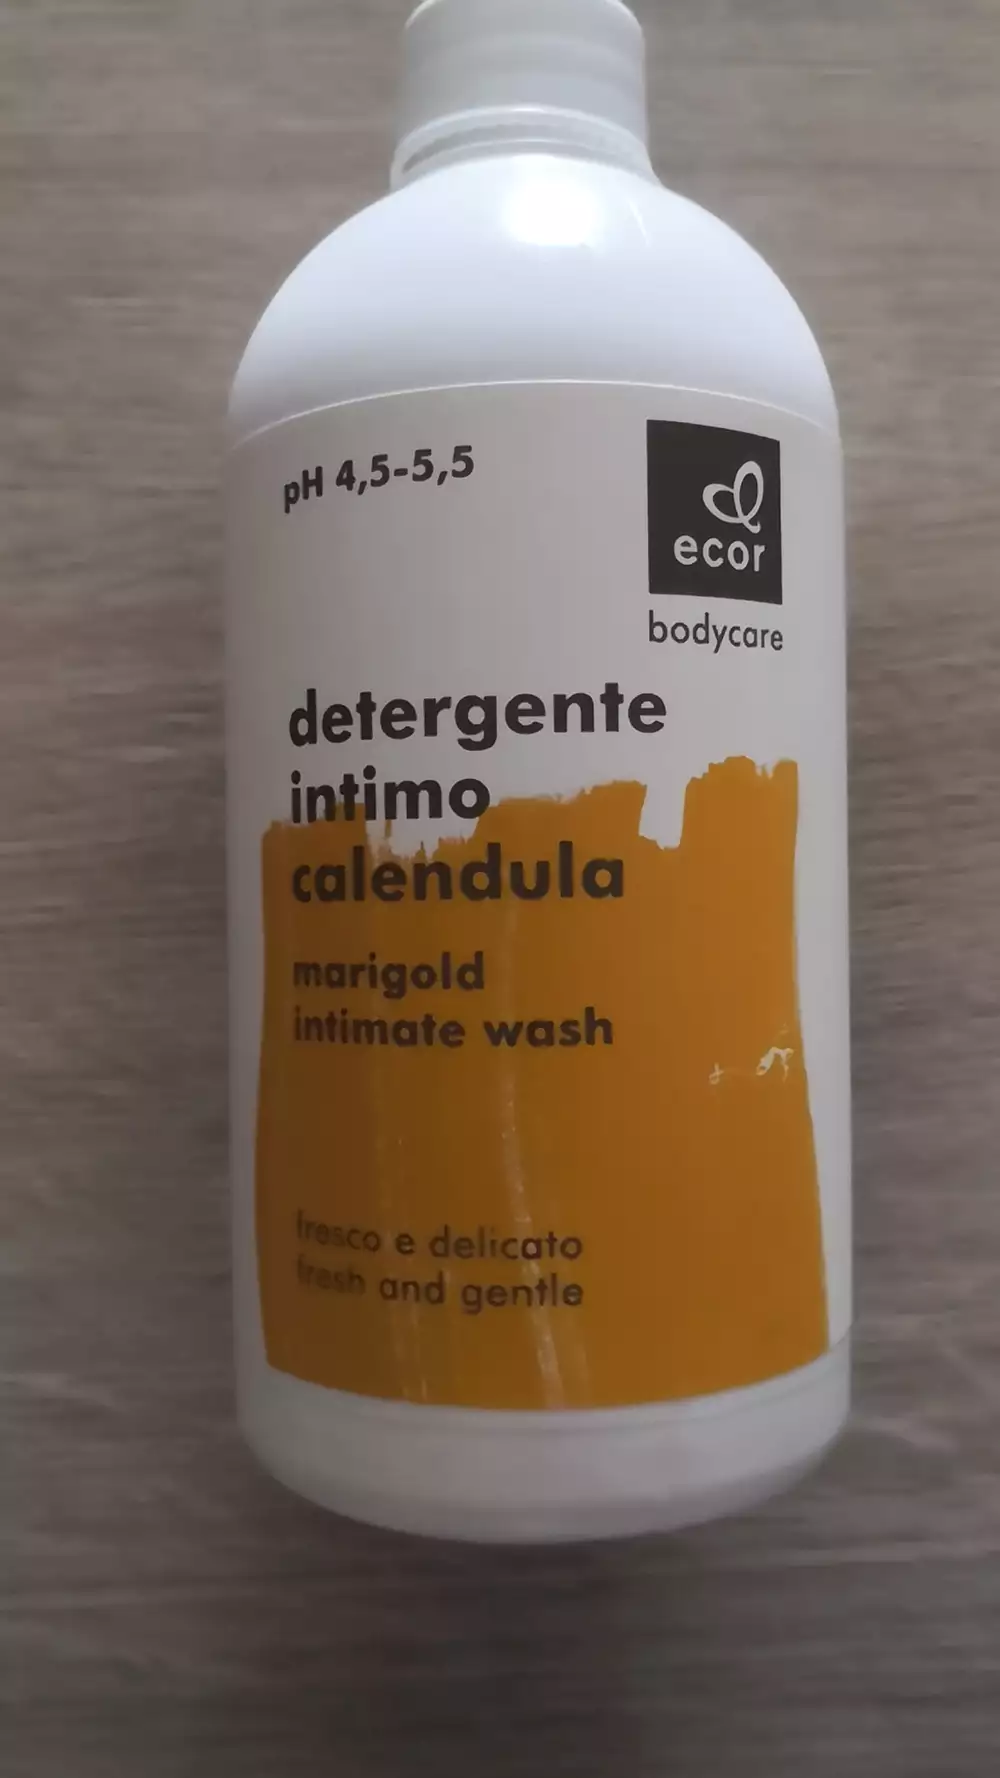 pH 4,5-5,5
ecor
bodycare
detergente
intimo
calendula
marigold
intimate wash
fresco e delicato
fresh and gentle